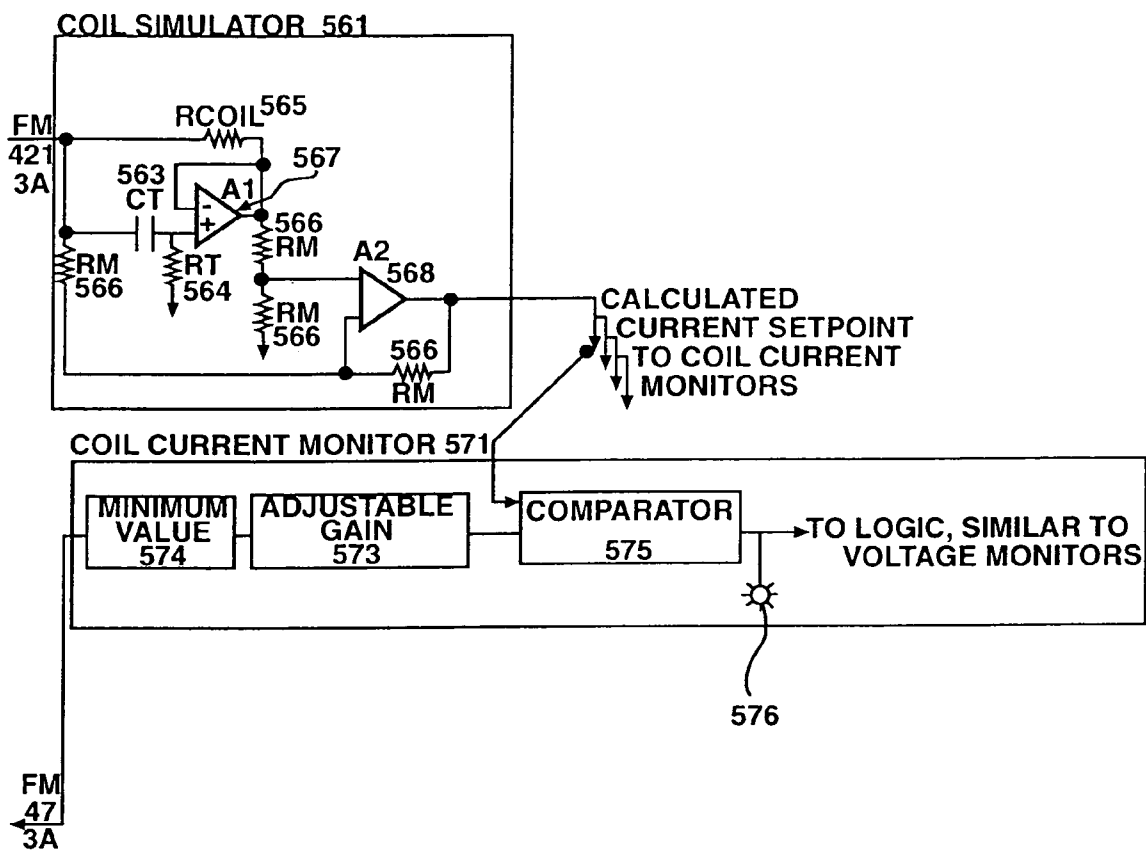 COIL SIMULATOR 561
RCOIL 565
FM
421
3A
563
CT
A1
567
-
+
566
RM
RM
566
RT
564
A2
568
RM
566
566
RM
CALCULATED
CURRENT SETPOINT
TO COIL CURRENT
MONITORS
COIL CURRENT MONITOR 571
MINIMUM
VALUE
574
ADJUSTABLE
GAIN
573
COMPARATOR
575
TO LOGIC, SIMILAR TO
VOLTAGE MONITORS
576
FM
47
3A